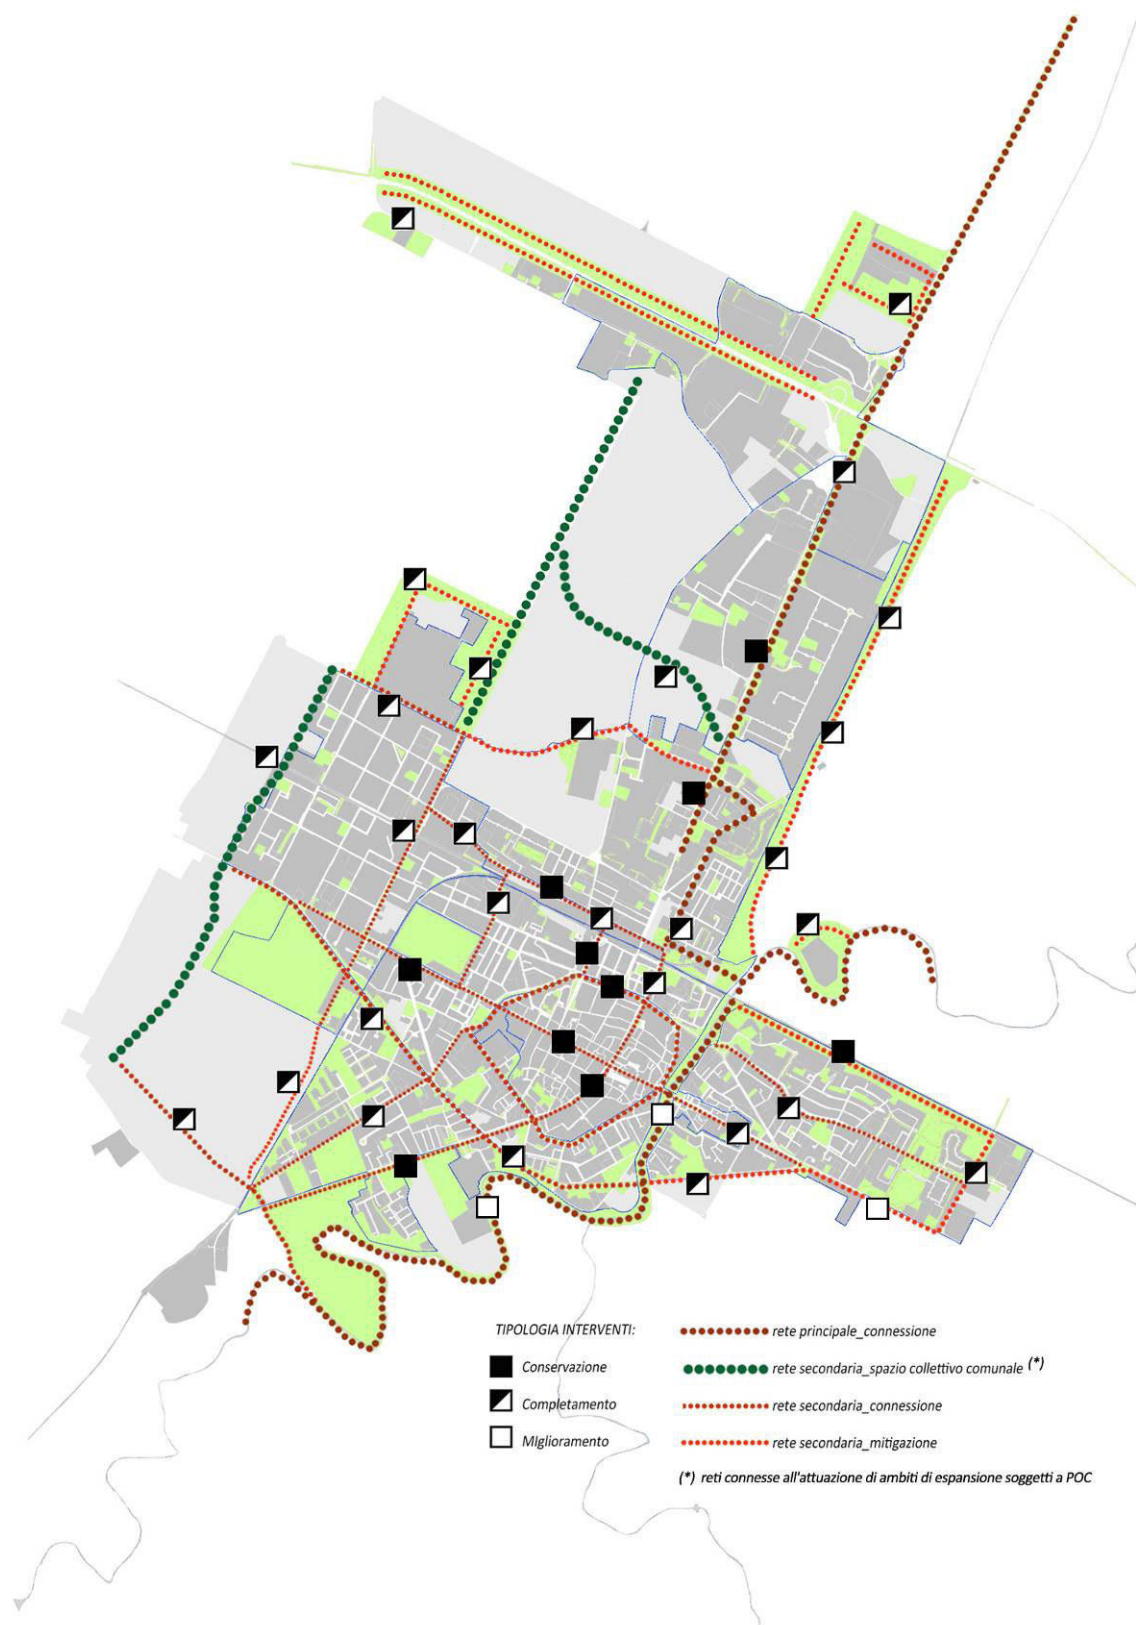 TIPOLOGIA INTERVENTI:
Conservazione
Completamento
MIglioramento
rete principale_connessione
rete secondaria_spazio collettivo comunale (*)
rete secondaria_connessione
rete secondaria_mitigazione
(*) reti connesse all'attuazione di ambiti di espansione soggetti a POC